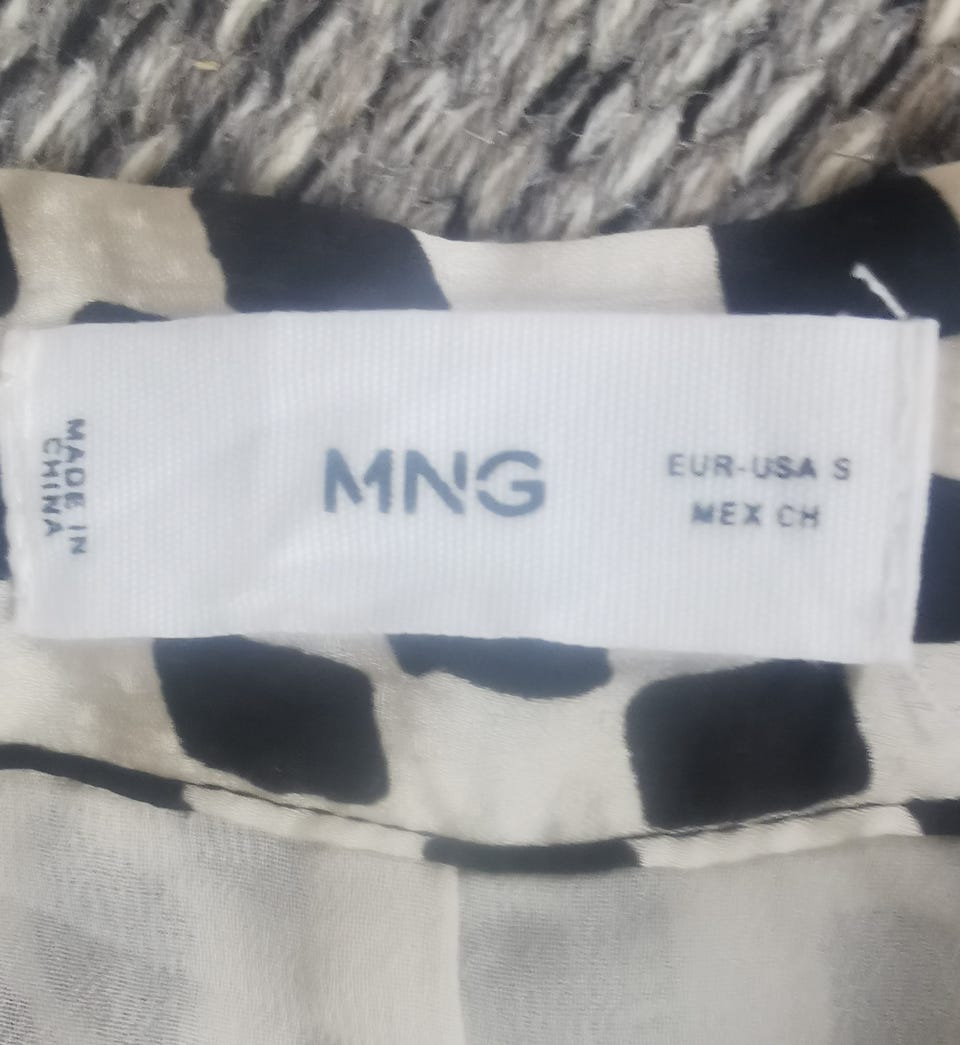 MADE IN
CHINA
MNG
EUR-USA S
MEX CH